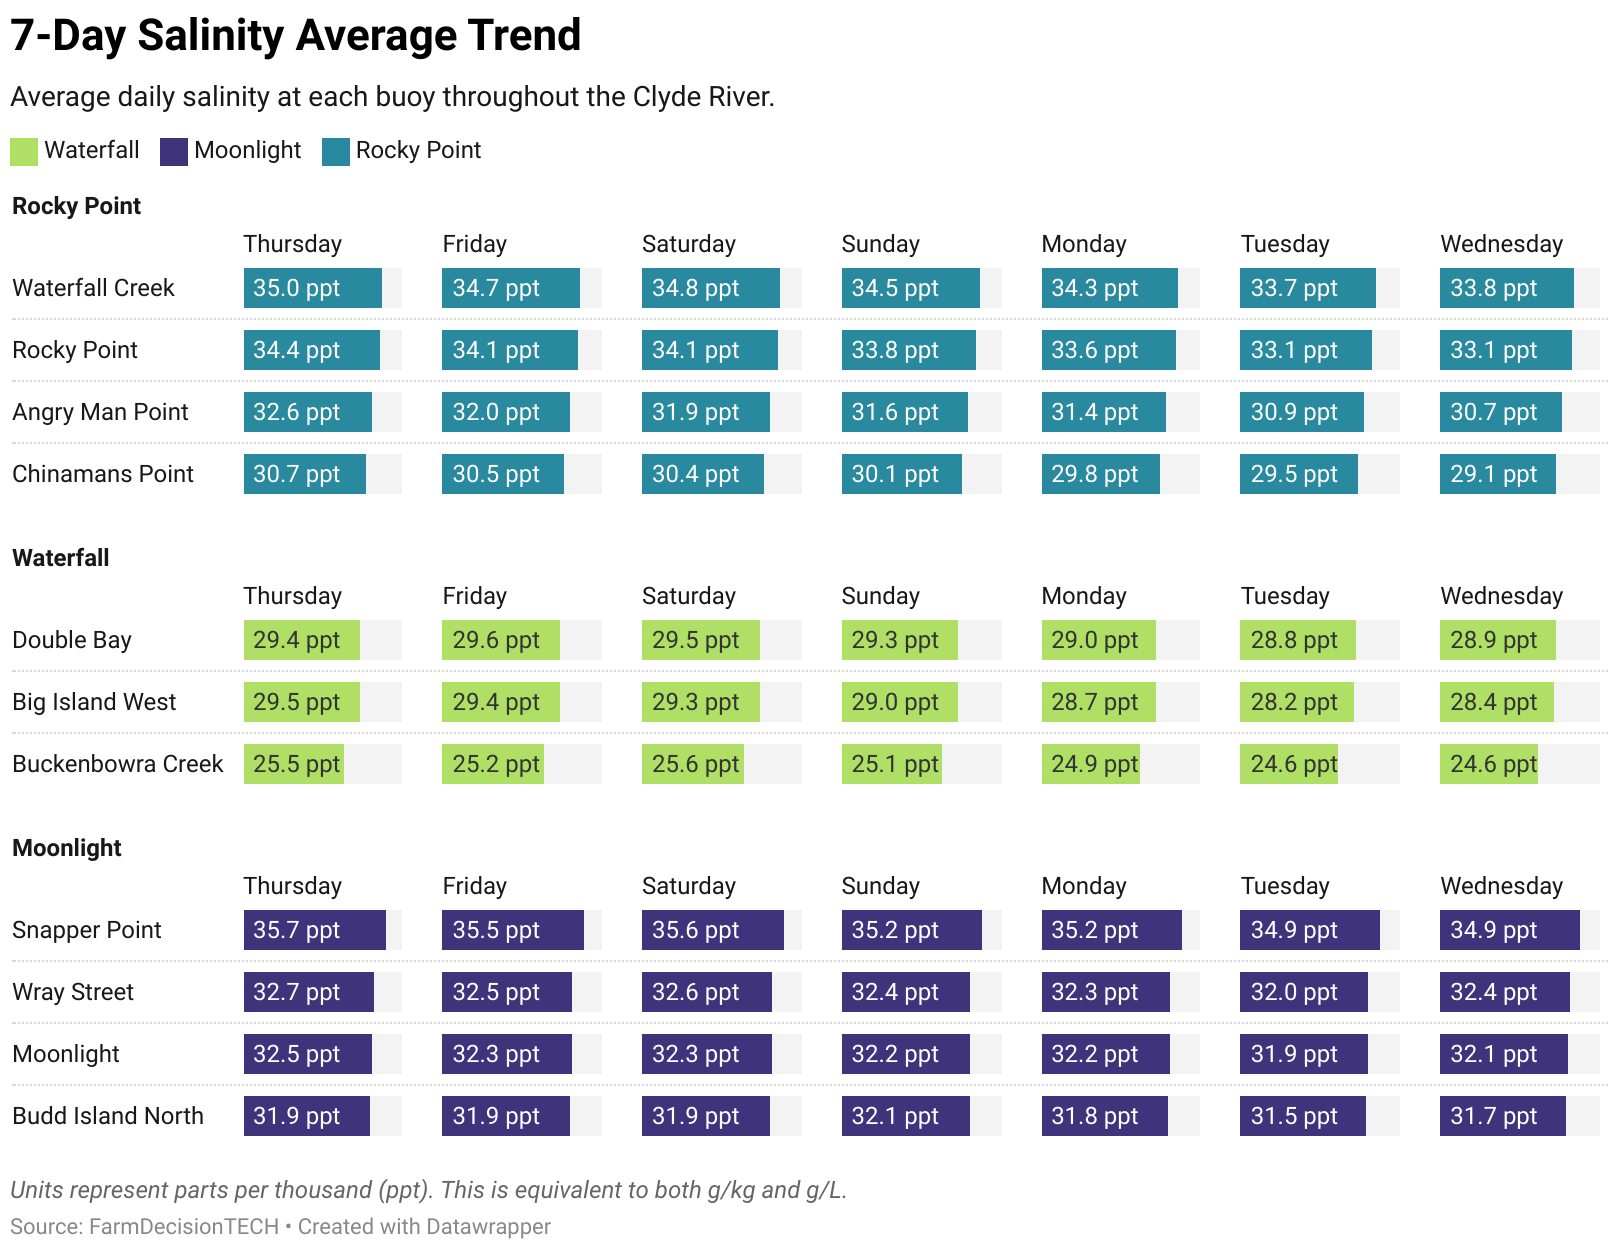 7-Day Salinity Average Trend
Average daily salinity at each buoy throughout the Clyde River.
Waterfall Moonlight Rocky Point
Rocky Point
Thursday Friday Saturday Sunday Monday Tuesday Wednesday
Waterfall Creek 35.0 ppt 34.7 ppt 34.8 ppt 34.5 ppt 34.3 ppt 33.7 ppt 33.8 ppt
Rocky Point 34.4 ppt 34.1 ppt 34.1 ppt 33.8 ppt 33.6 ppt 33.1 ppt 33.1 ppt
Angry Man Point 32.6 ppt 32.0 ppt 31.9 ppt 31.6 ppt 31.4 ppt 30.9 ppt 30.7 ppt
Chinamans Point 30.7 ppt 30.5 ppt 30.4 ppt 30.1 ppt 29.8 ppt 29.5 ppt 29.1 ppt
Waterfall
Thursday Friday Saturday Sunday Monday Tuesday Wednesday
Double Bay 29.4 ppt 29.6 ppt 29.5 ppt 29.3 ppt 29.0 ppt 28.8 ppt 28.9 ppt
Big Island West 29.5 ppt 29.4 ppt 29.3 ppt 29.0 ppt 28.7 ppt 28.2 ppt 28.4 ppt
Buckenbowra Creek 25.5 ppt 25.2 ppt 25.6 ppt 25.1 ppt 24.9 ppt 24.6 ppt 24.6 ppt
Moonlight
Thursday Friday Saturday Sunday Monday Tuesday Wednesday
Snapper Point 35.7 ppt 35.5 ppt 35.6 ppt 35.2 ppt 35.2 ppt 34.9 ppt 34.9 ppt
Wray Street 32.7 ppt 32.5 ppt 32.6 ppt 32.4 ppt 32.3 ppt 32.0 ppt 32.4 ppt
Moonlight 32.5 ppt 32.3 ppt 32.3 ppt 32.2 ppt 32.2 ppt 31.9 ppt 32.1 ppt
Budd Island North 31.9 ppt 31.9 ppt 31.9 ppt 32.1 ppt 31.8 ppt 31.5 ppt 31.7 ppt
Units represent parts per thousand (ppt). This is equivalent to both g/kg and g/L.
Source: FarmDecisionTECH • Created with Datawrapper